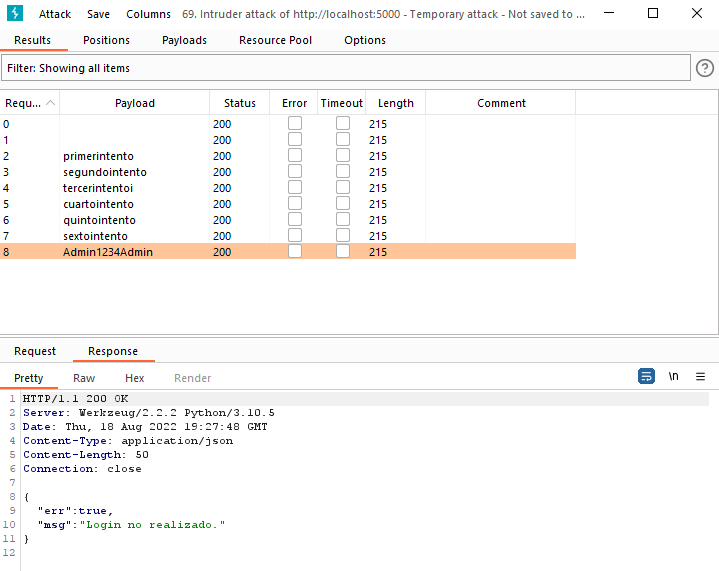 Attack Save Columns 69. Intruder attack of http://localhost:5000 - Temporary attack - Not saved to ...
Results Positions Payloads Resource Pool Options
Filter: Showing all items
?
Requ... Payload Status Error Timeout Length Comment
0 200 215
1 200 215
2 primerintento 200 215
3 segundointento 200 215
4 tercerintentoi 200 215
5 cuartointento 200 215
6 quintointento 200 215
7 sextointento 200 215
8 Admin1234Admin 200 215
Request Response
Pretty Raw Hex Render \n
1 HTTP/1.1 200 OK
2 Server: Werkzeug/2.2.2 Python/3.10.5
3 Date: Thu, 18 Aug 2022 19:27:48 GMT
4 Content-Type: application/json
5 Content-Length: 50
6 Connection: close
7
8 {
9 "err":true,
10 "msg":"Login no realizado."
11 }
12